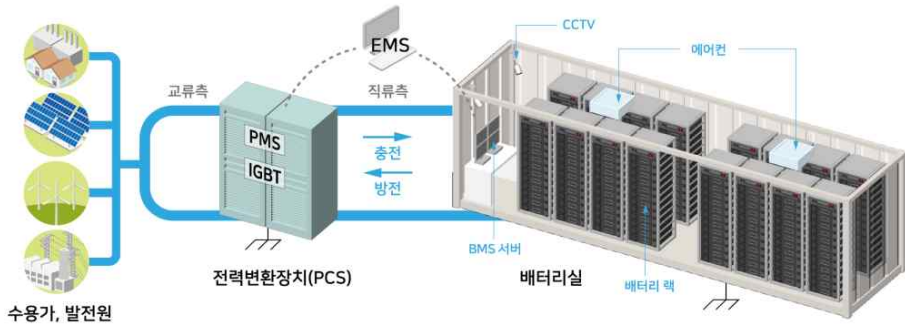 CCTV
에어컨
EMS
교류측
직류측
PMS
IGBT
충전
방전
BMS 서버
배터리 랙
전력변환장치(PCS)
배터리실
수용가, 발전원